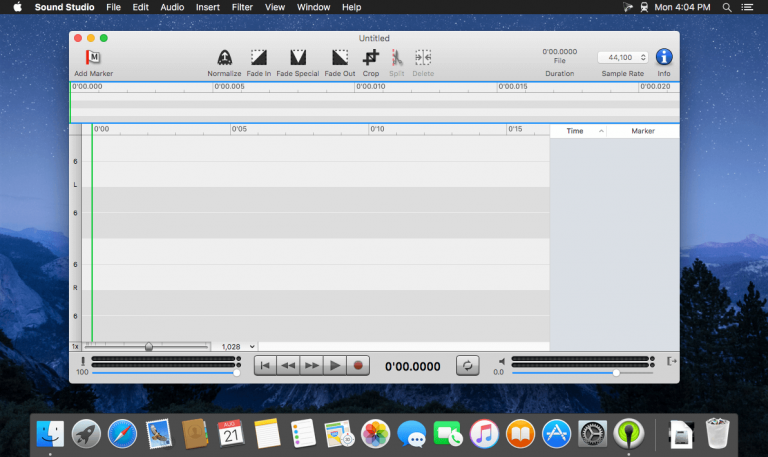 Sound Studio File Edit Audio Insert Filter View Window Help Mon 4:04 PM
Untitled
0'00.0000
File
44,100
Add Marker Normalize Fade In Fade Special Fade Out Crop Split Delete Duration Sample Rate Info
0'00.000 0'00.005 0'00.010 0'00.015 0'00.020
0'00 0'05 0'10 0'15 Time Marker
6
L
6
6
R
6
1x 1,028
0'00.0000
100 0.0
AUG
21